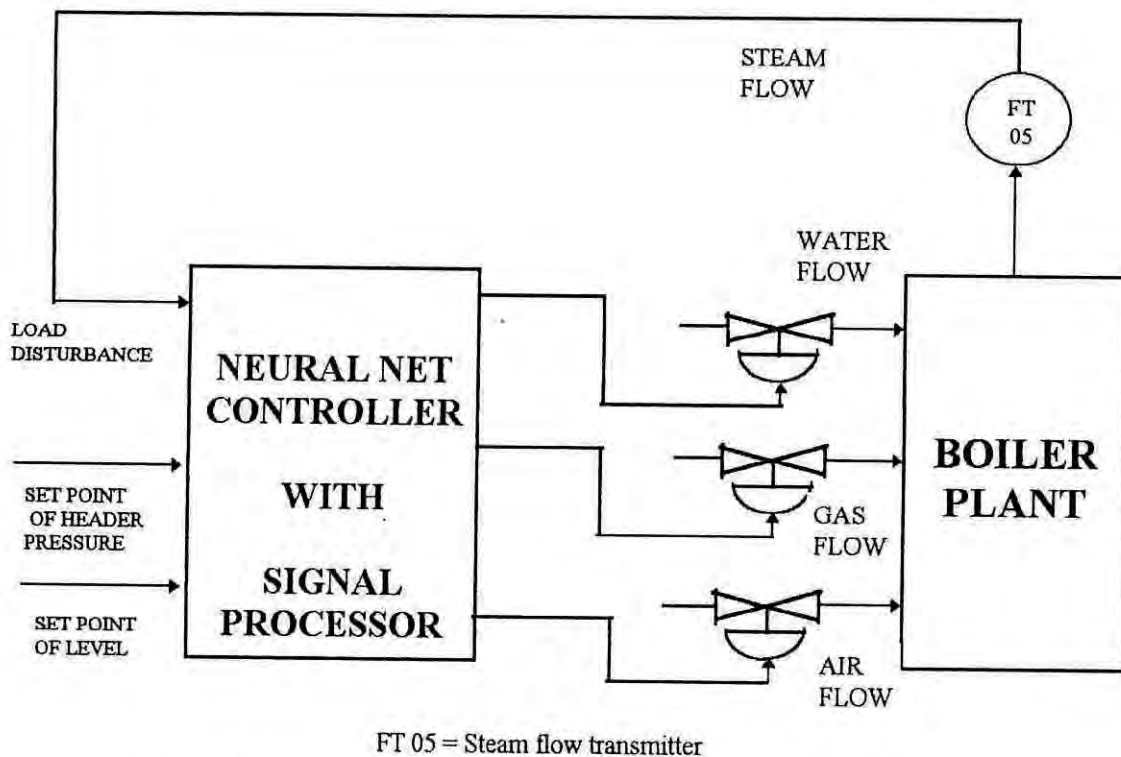 STEAM
FLOW
FT
05
WATER
FLOW
LOAD
DISTURBANCE
NEURAL NET
CONTROLLER
WITH
SIGNAL
PROCESSOR
SET POINT
OF HEADER
PRESSURE
SET POINT
OF LEVEL
GAS
FLOW
AIR
FLOW
BOILER
PLANT
FT 05 = Steam flow transmitter